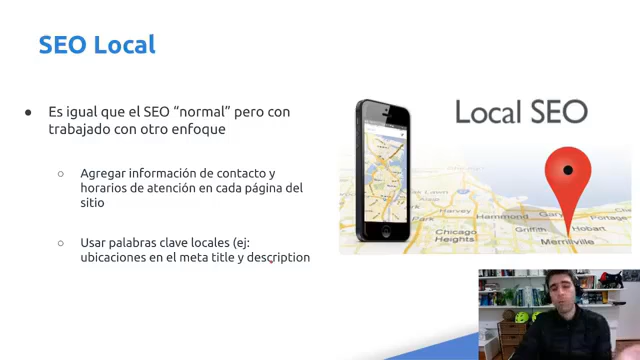 SEO Local
● Es igual que el SEO “normal” pero con
trabajado con otro enfoque
○ Agregar información de contacto y
horarios de atención en cada página del
sitio
○ Usar palabras clave locales (ej:
ubicaciones en el meta title y description
Local SEO
Hammond
Gary
Chicago
Heights
Griffith
Hobart
Merrillville